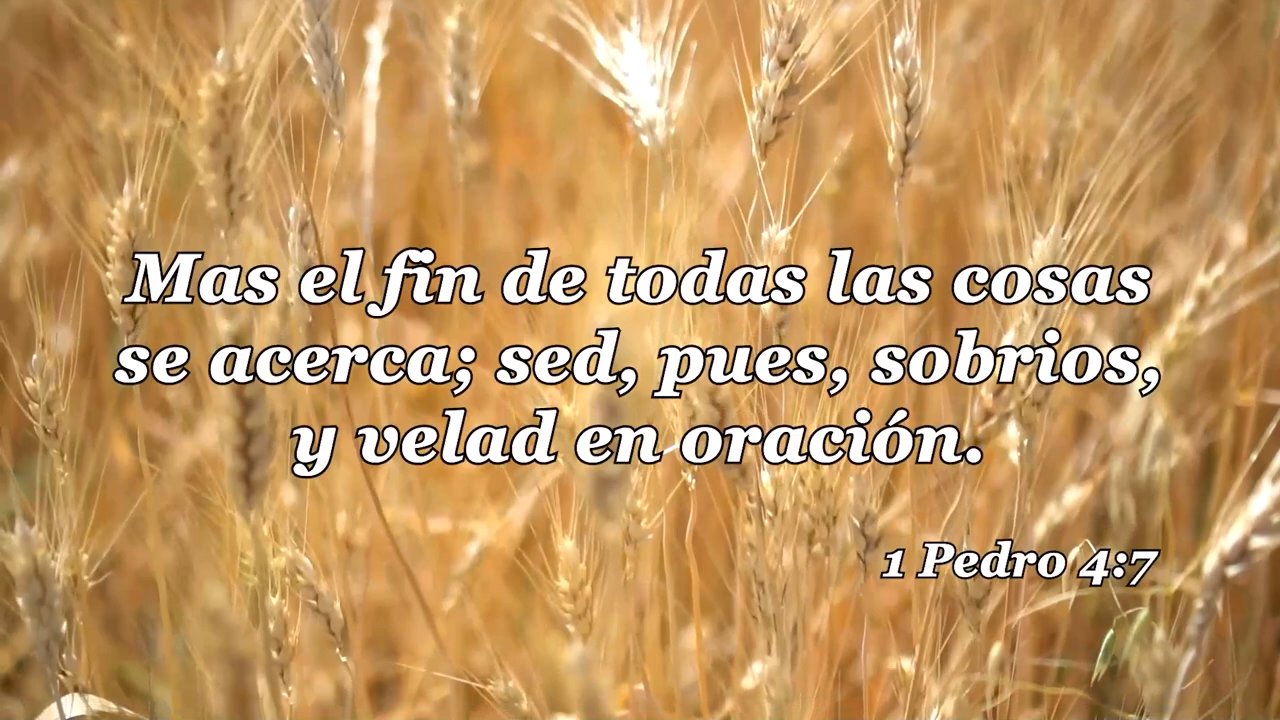 Mas el fin de todas las cosas
se acerca; sed, pues, sobrios,
y velad en oración.
1 Pedro 4:7